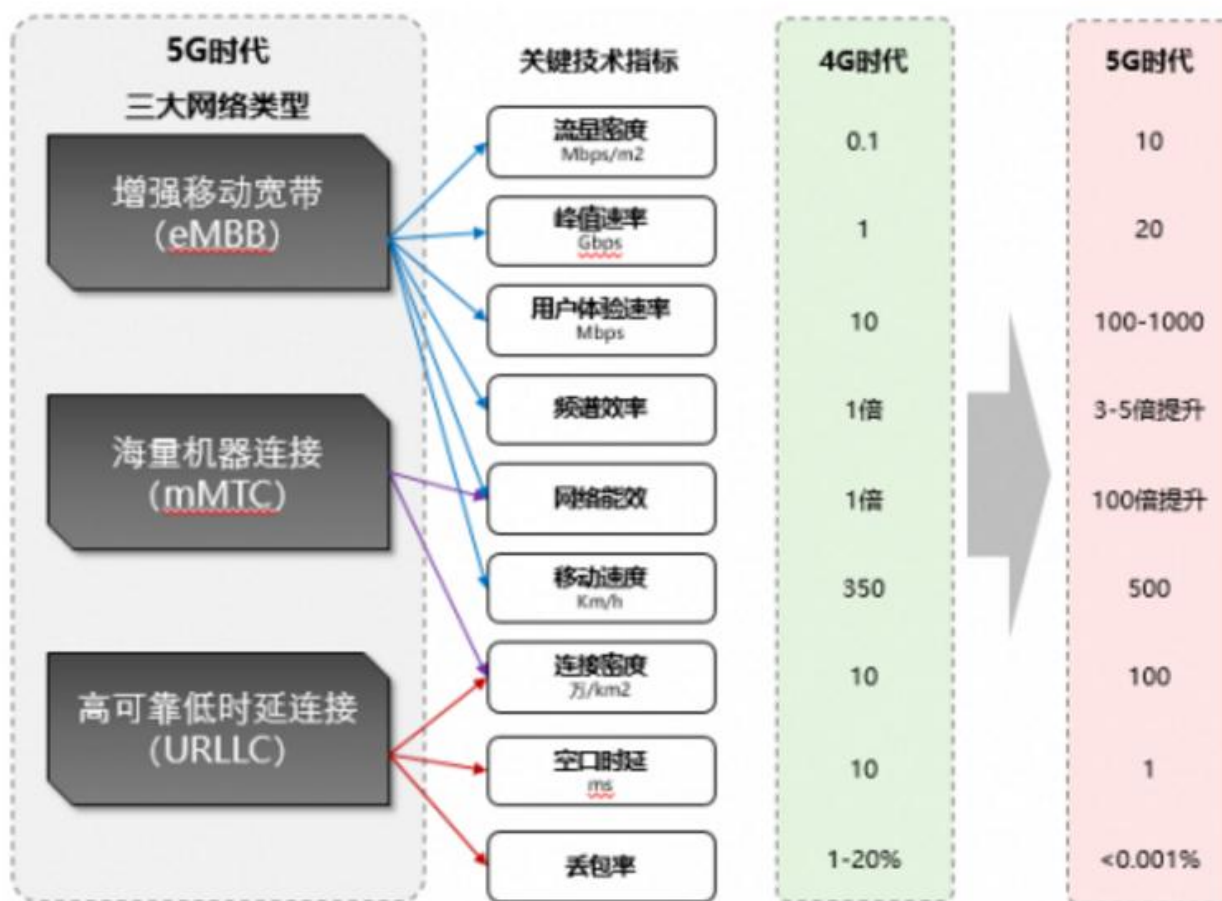 5G时代
三大网络类型
增强移动宽带
（eMBB）
海量机器连接
（mMTC）
高可靠低时延连接
（URLLC）
关键技术指标
流量密度
Mbps/m2
峰值速率
Gbps
用户体验速率
Mbps
频谱效率
网络能效
移动速度
Km/h
连接密度
万/km2
空口时延
ms
丢包率
4G时代
0.1
1
10
1倍
1倍
350
10
10
1-20%
5G时代
10
20
100-1000
3-5倍提升
100倍提升
500
100
1
<0.001%